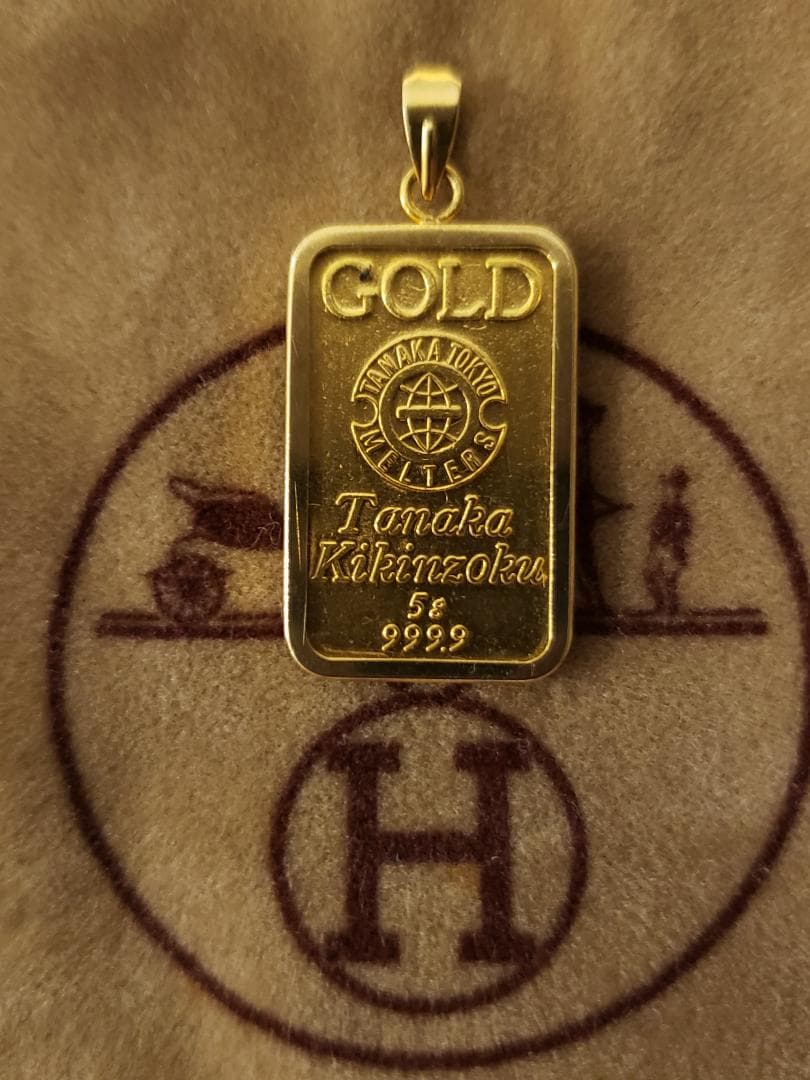 GOLD
TANAKA TOKYO
MELTERS
Tanaka
Kikinzoku
5g
999.9
H